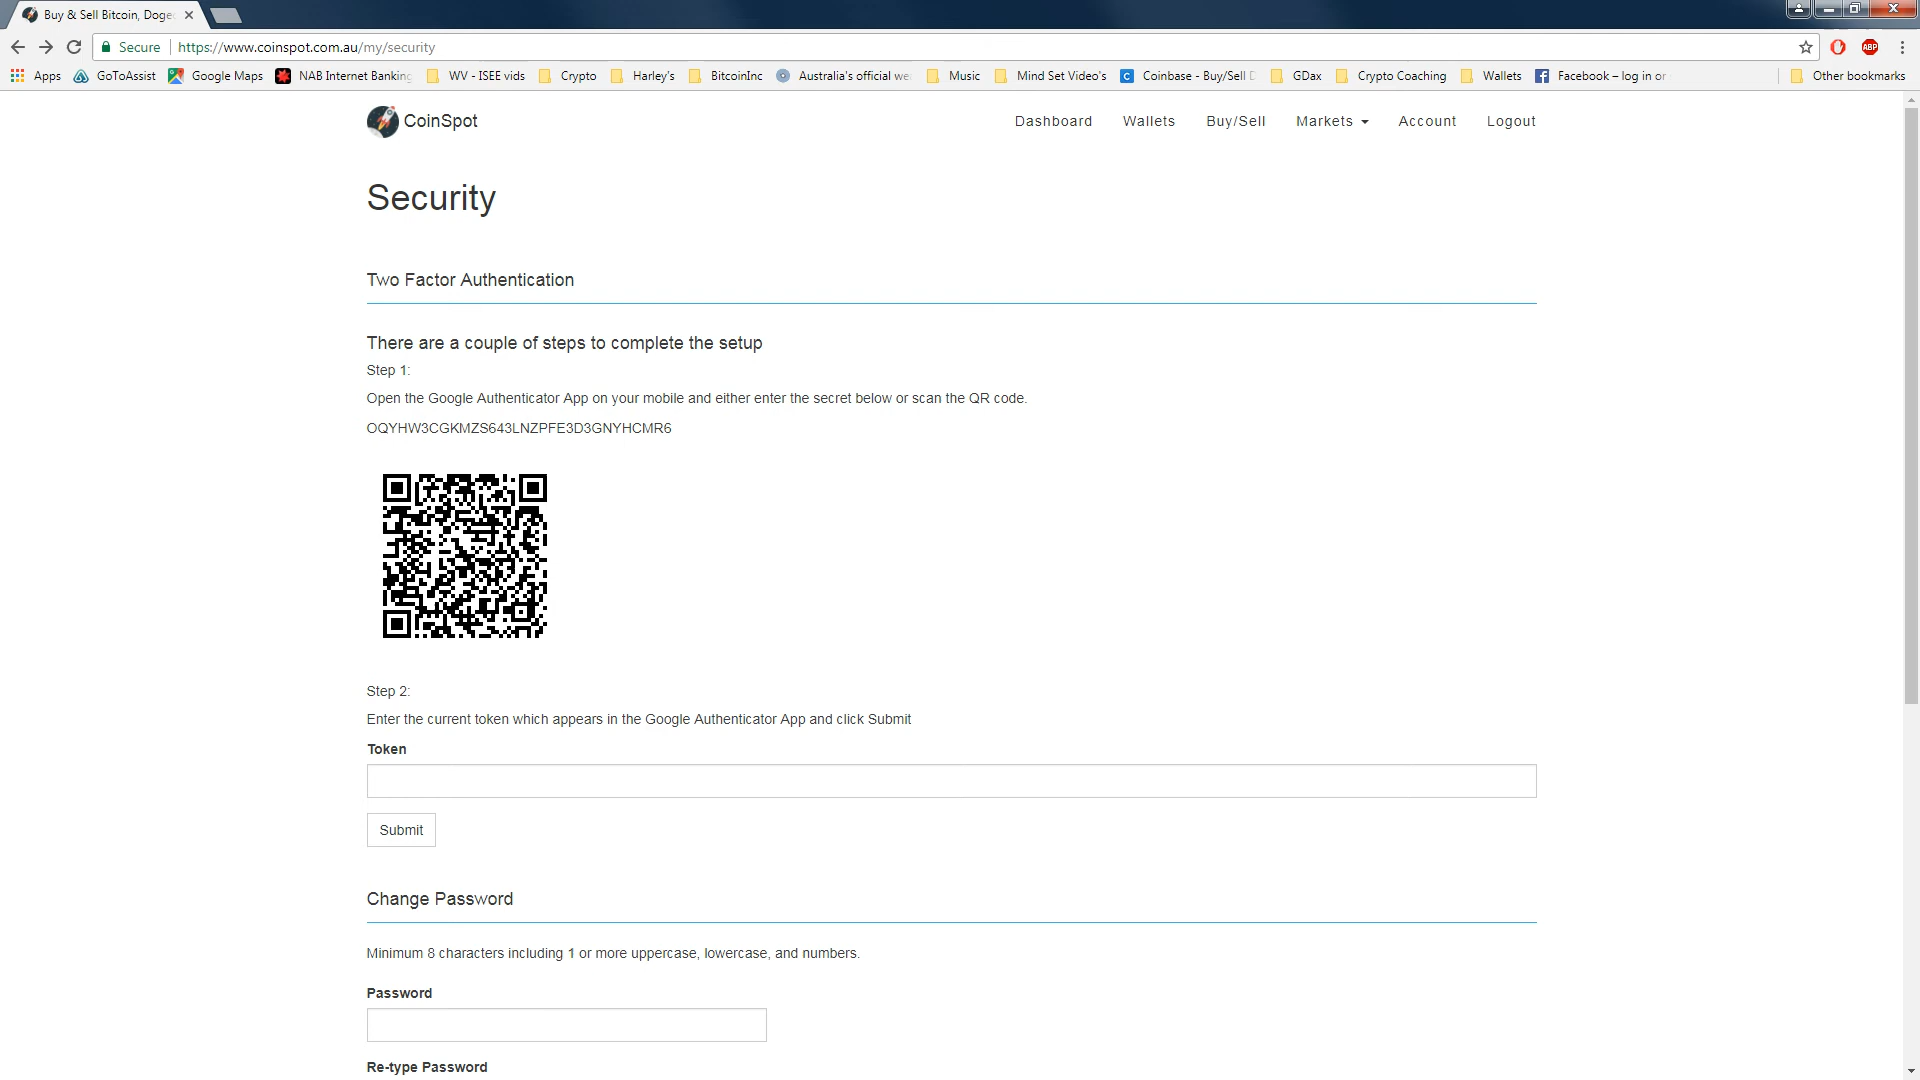 Buy & Sell Bitcoin, Doge
Secure https://www.coinspot.com.au/my/security
Apps GoToAssist Google Maps NAB Internet Banking WV - ISEE vids Crypto Harley's BitcoinInc Australia's official we Music Mind Set Video's Coinbase - Buy/Sell D GDax Crypto Coaching Wallets Facebook – log in or Other bookmarks
CoinSpot Dashboard Wallets Buy/Sell Markets Account Logout
Security
Two Factor Authentication
There are a couple of steps to complete the setup
Step 1:
Open the Google Authenticator App on your mobile and either enter the secret below or scan the QR code.
OQYHW3CGKMZS643LNZPFE3D3GNYHCMR6
Step 2:
Enter the current token which appears in the Google Authenticator App and click Submit
Token
Submit
Change Password
Minimum 8 characters including 1 or more uppercase, lowercase, and numbers.
Password
Re-type Password